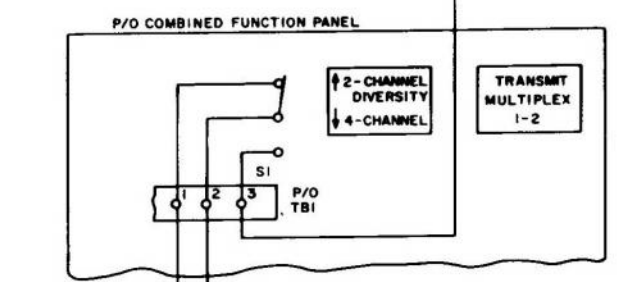 P/O COMBINED FUNCTION PANEL
↑ 2-CHANNEL
DIVERSITY
↓ 4-CHANNEL
TRANSMIT
MULTIPLEX
1-2
S1
1 2 3
P/O
TB1